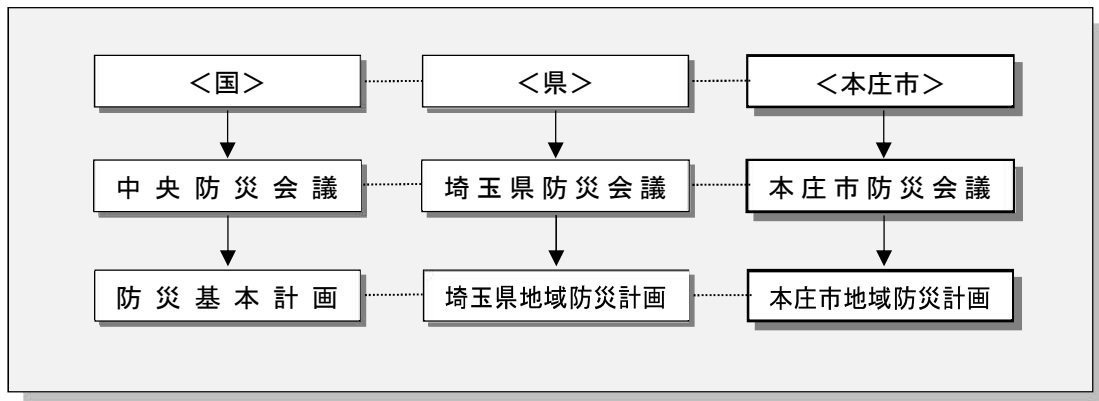 ＜国＞
＜県＞
＜本庄市＞
中央防災会議
埼玉県防災会議
本庄市防災会議
防災基本計画
埼玉県地域防災計画
本庄市地域防災計画